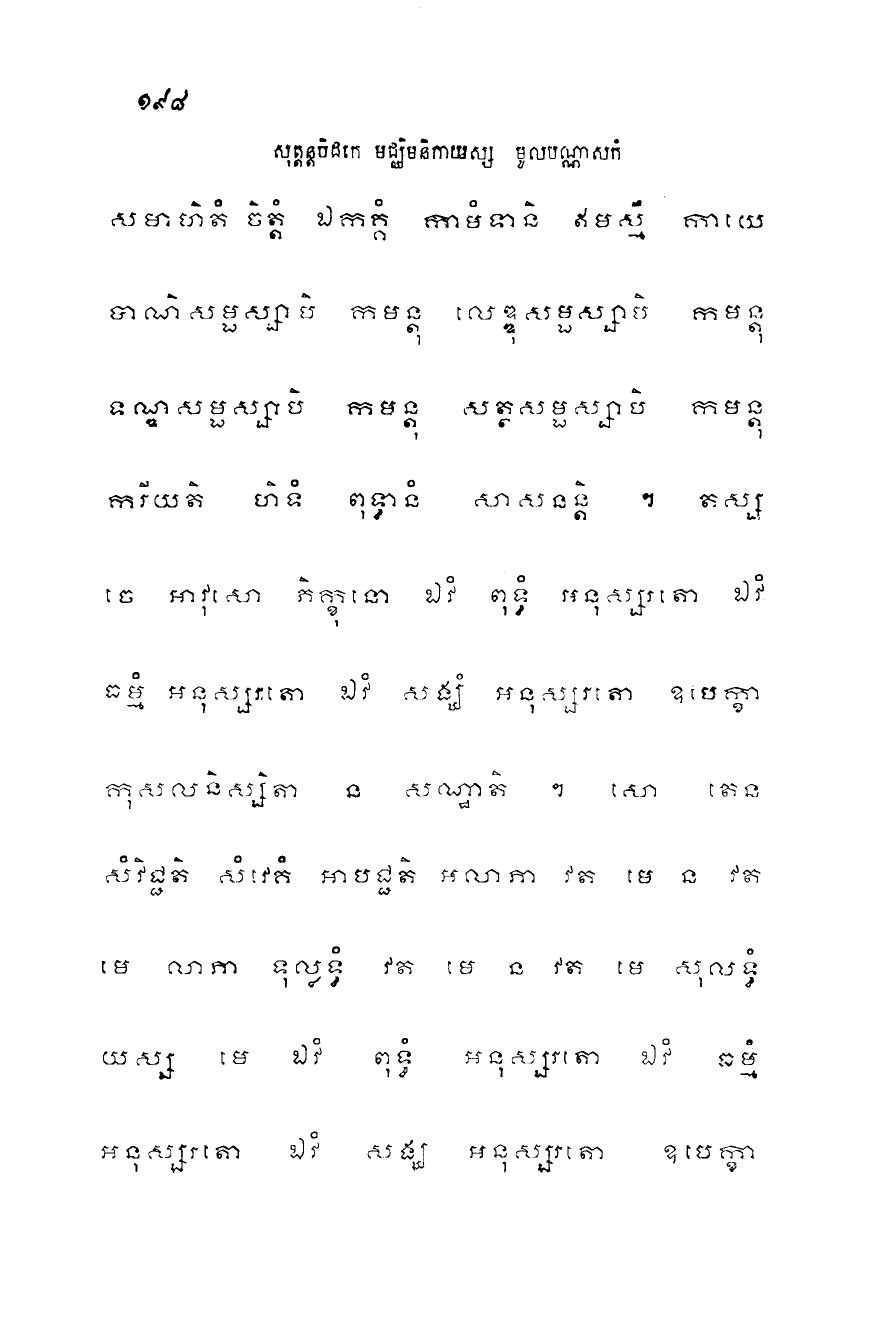 ១៩៨
សុត្តន្តបិដកេ មជ្ឈិមនិកាយស្ស មូលបណ្ណាសកំ
សមាហិតំ ចិត្តំ ឯកគ្គំ កាមំទានិ ឥមស្មឹ កាយេ
បាណិសម្ផស្សាបិ កមន្តុ លេឌ្ឌុសម្ផស្សាបិ កមន្តុ
ទណ្ឌសម្ផស្សាបិ កមន្តុ សត្ថសម្ផស្សាបិ កមន្តុ
ករីយតិ ហិទំ ពុទ្ធានំ សាសនន្តិ ។ តស្ស
ចេ អាវុសោ ភិក្ខុនោ ឯវំ ពុទ្ធំ អនុស្សរតោ ឯវំ
ធម្មំ អនុស្សរតោ ឯវំ សង្ឃំ អនុស្សរតោ ឧបេក្ខា
កុសលនិស្សិតា ន សណ្ឋាតិ ។ សោ តេន
សំវិជ្ជតិ សំវេគំ អាបជ្ជតិ អលាភា វត មេ ន វត
មេ លាភា ទុល្លទ្ធំ វត មេ ន វត មេ សុលទ្ធំ
យស្ស មេ ឯវំ ពុទ្ធំ អនុស្សរតោ ឯវំ ធម្មំ
អនុស្សរតោ ឯវំ សង្ឃ អនុស្សរតោ ឧបេក្ខា